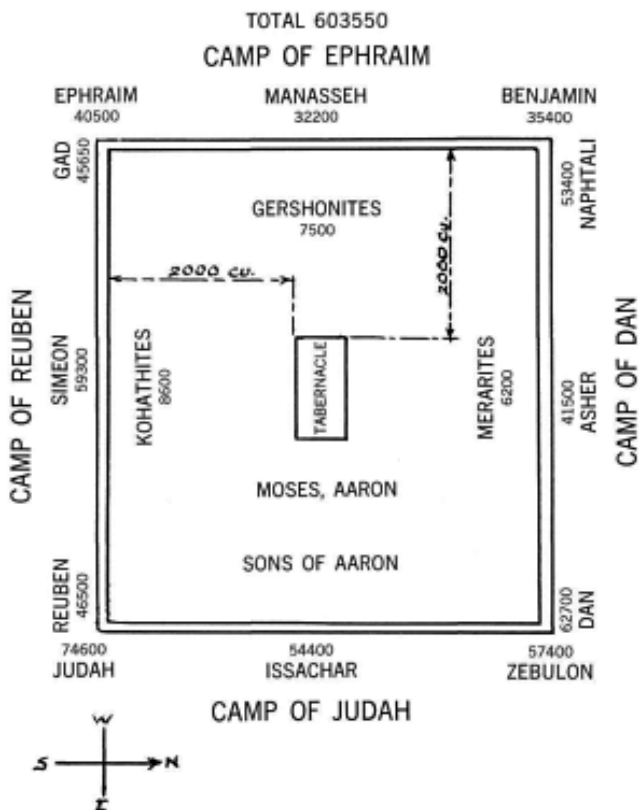 TOTAL 603550
CAMP OF EPHRAIM
EPHRAIM MANASSEH BENJAMIN
40500 32200 35400
GAD
45650
53400
NAPHTALI
GERSHONITES
7500
2000 CU.
2000 CU.
CAMP OF REUBEN
SIMEON
59300
KOHATHITES
8600
TABERNACLE
MERARITES
6200
41500
ASHER
CAMP OF DAN
MOSES, AARON
SONS OF AARON
REUBEN
46500
62700
DAN
74600 54400 57400
JUDAH ISSACHAR ZEBULON
CAMP OF JUDAH
W
S N
E